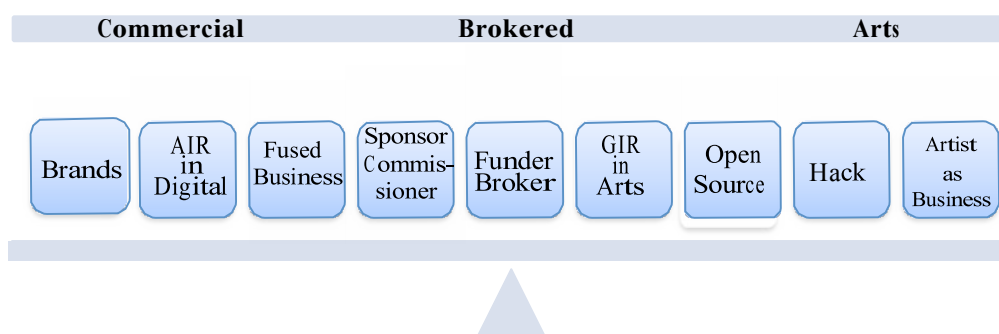 Commercial Brokered Arts
Brands
AIR
in
Digital
Fused
Business
Sponsor
Commis-
sioner
Funder
Broker
GIR
in
Arts
Open
Source
Hack
Artist
as
Business